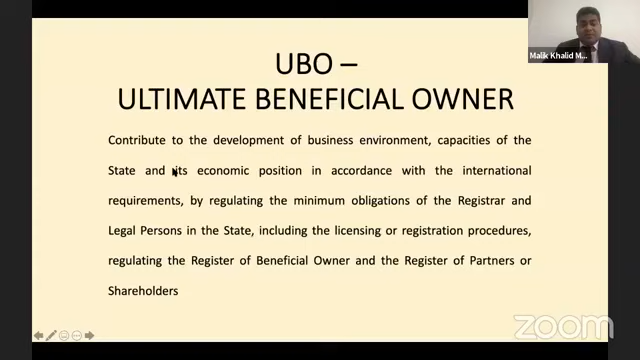 UBO –
ULTIMATE BENEFICIAL OWNER
Contribute to the development of business environment, capacities of the
State and its economic position in accordance with the international
requirements, by regulating the minimum obligations of the Registrar and
Legal Persons in the State, including the licensing or registration procedures,
regulating the Register of Beneficial Owner and the Register of Partners or
Shareholders
Malik Khalid M...
zoom